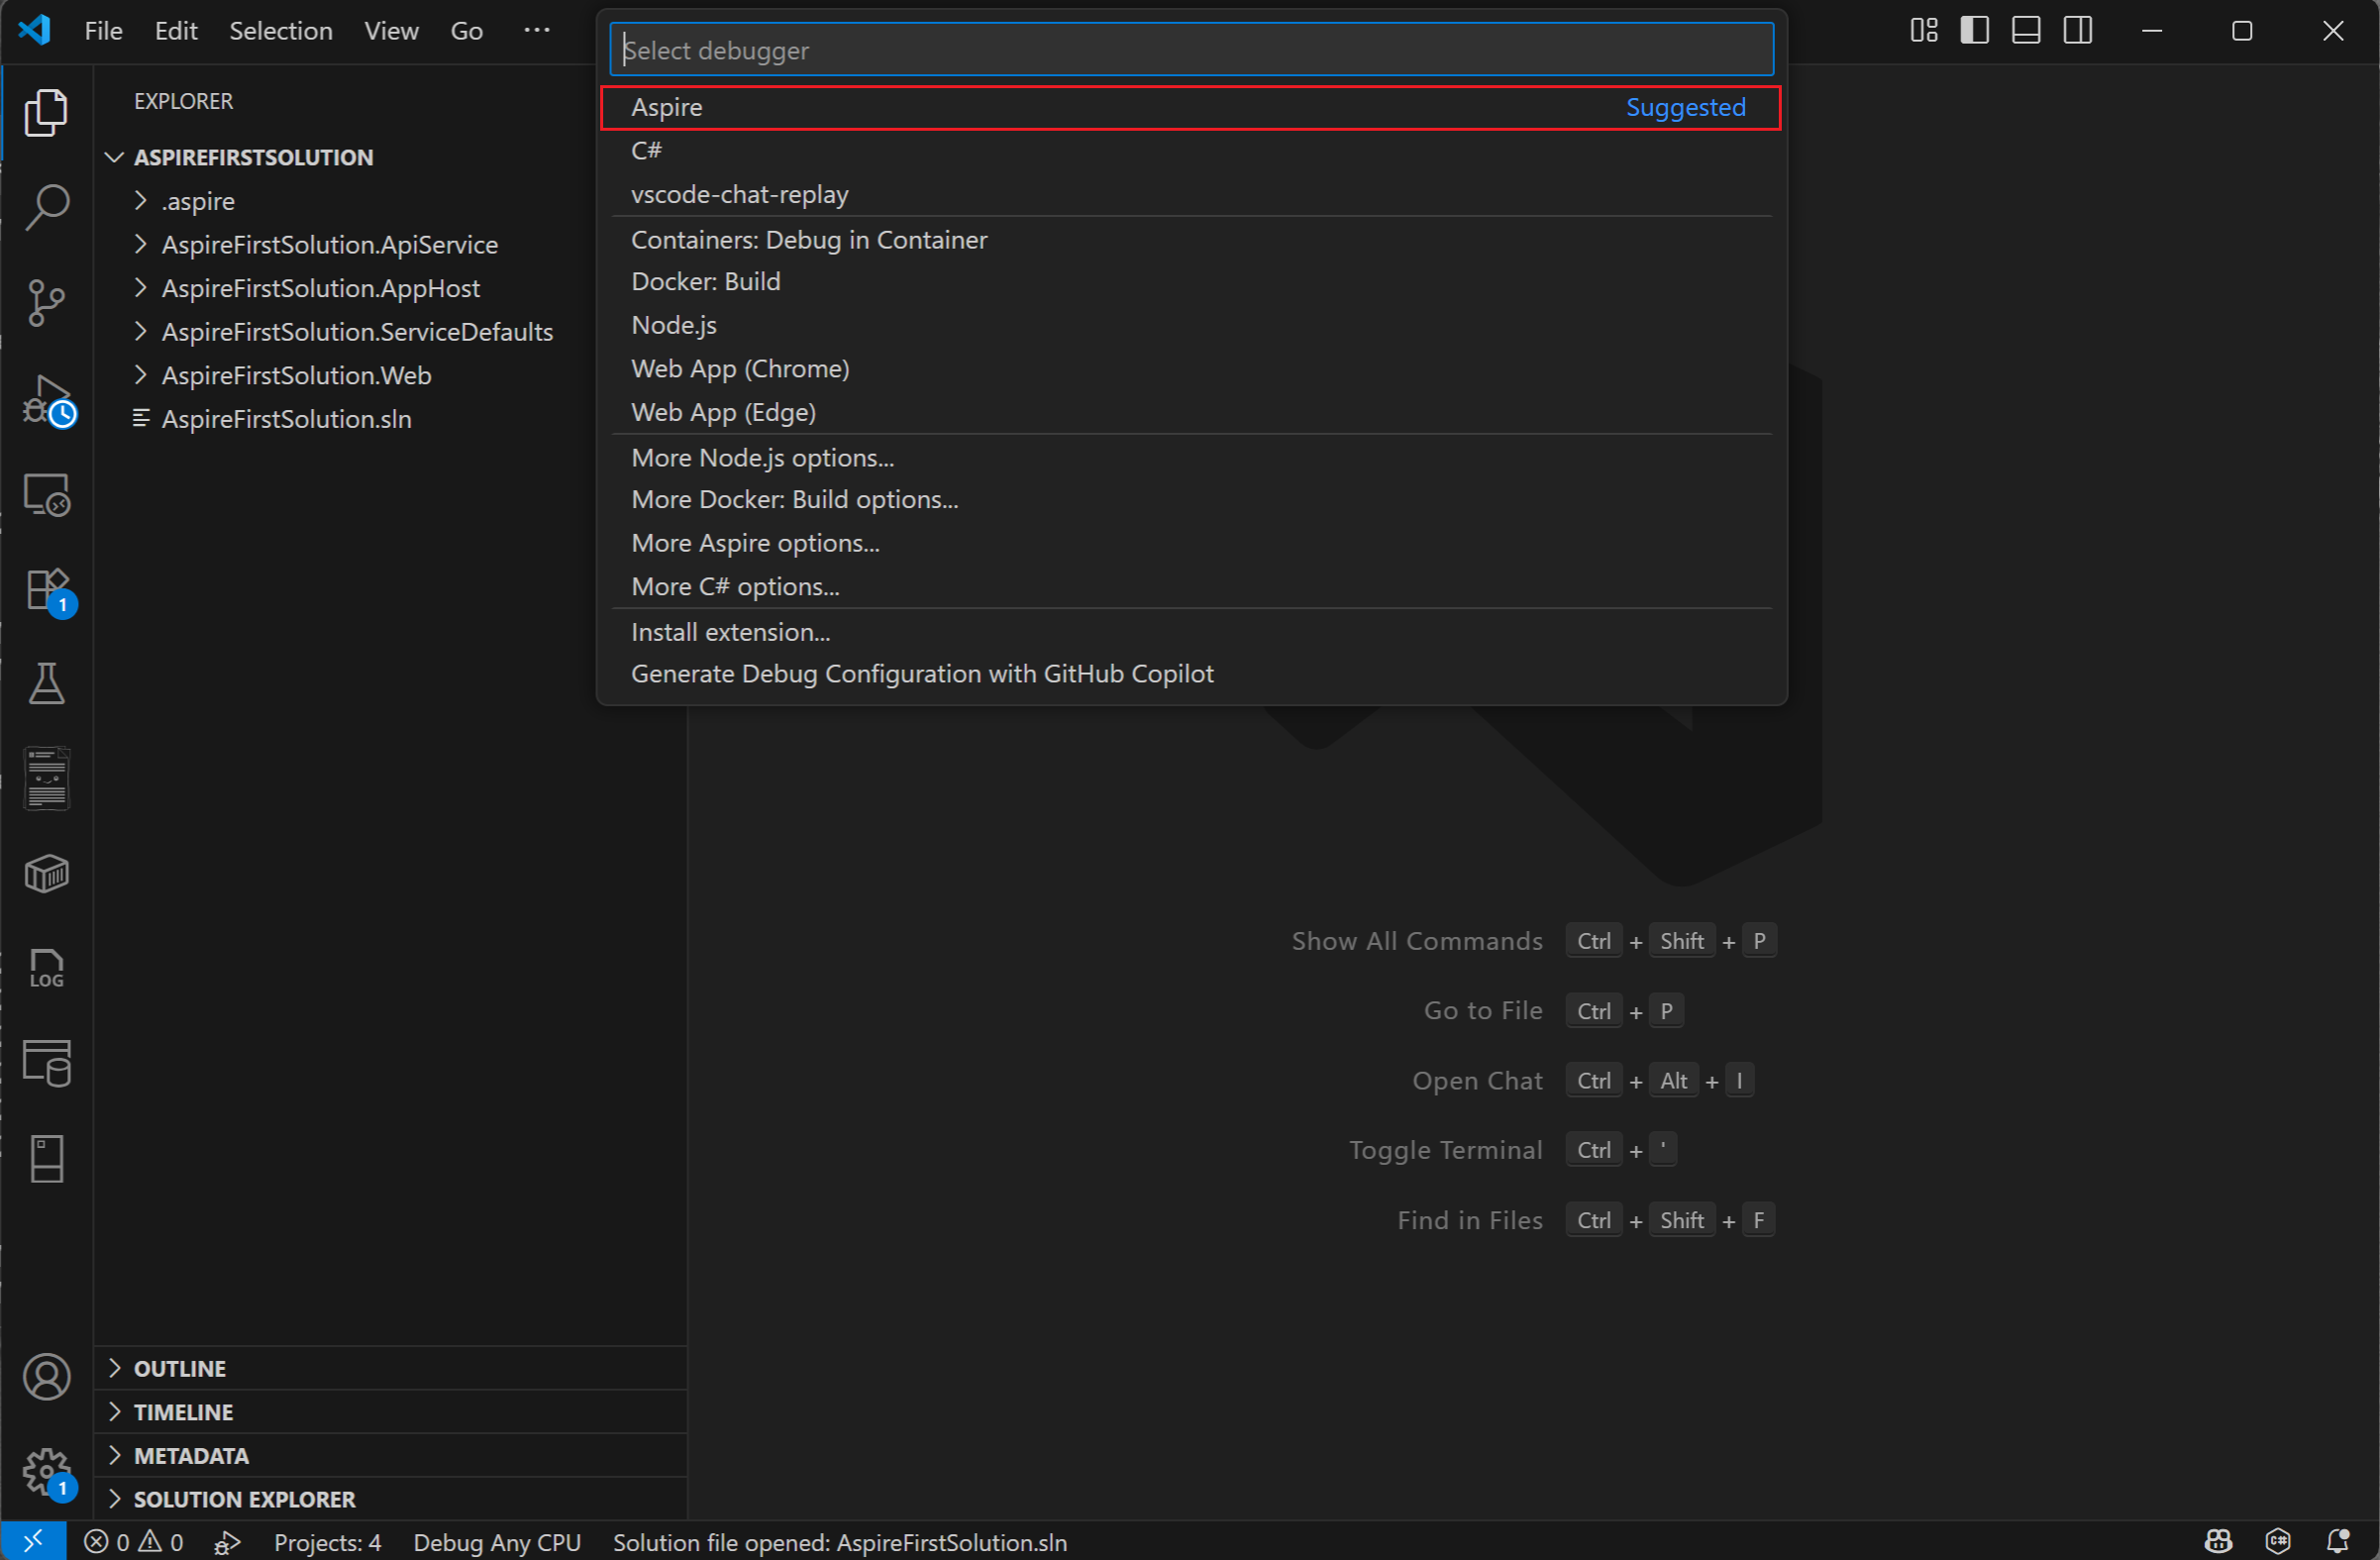 File Edit Selection View Go ...
Select debugger
Aspire Suggested
C#
vscode-chat-replay
Containers: Debug in Container
Docker: Build
Node.js
Web App (Chrome)
Web App (Edge)
More Node.js options...
More Docker: Build options...
More Aspire options...
More C# options...
Install extension...
Generate Debug Configuration with GitHub Copilot
EXPLORER
ASPIREFIRSTSOLUTION
.aspire
AspireFirstSolution.ApiService
AspireFirstSolution.AppHost
AspireFirstSolution.ServiceDefaults
AspireFirstSolution.Web
AspireFirstSolution.sln
1
LOG
1
Show All Commands Ctrl + Shift + P
Go to File Ctrl + P
Open Chat Ctrl + Alt + I
Toggle Terminal Ctrl + '
Find in Files Ctrl + Shift + F
OUTLINE
TIMELINE
METADATA
SOLUTION EXPLORER
0 0 Projects: 4 Debug Any CPU Solution file opened: AspireFirstSolution.sln C#